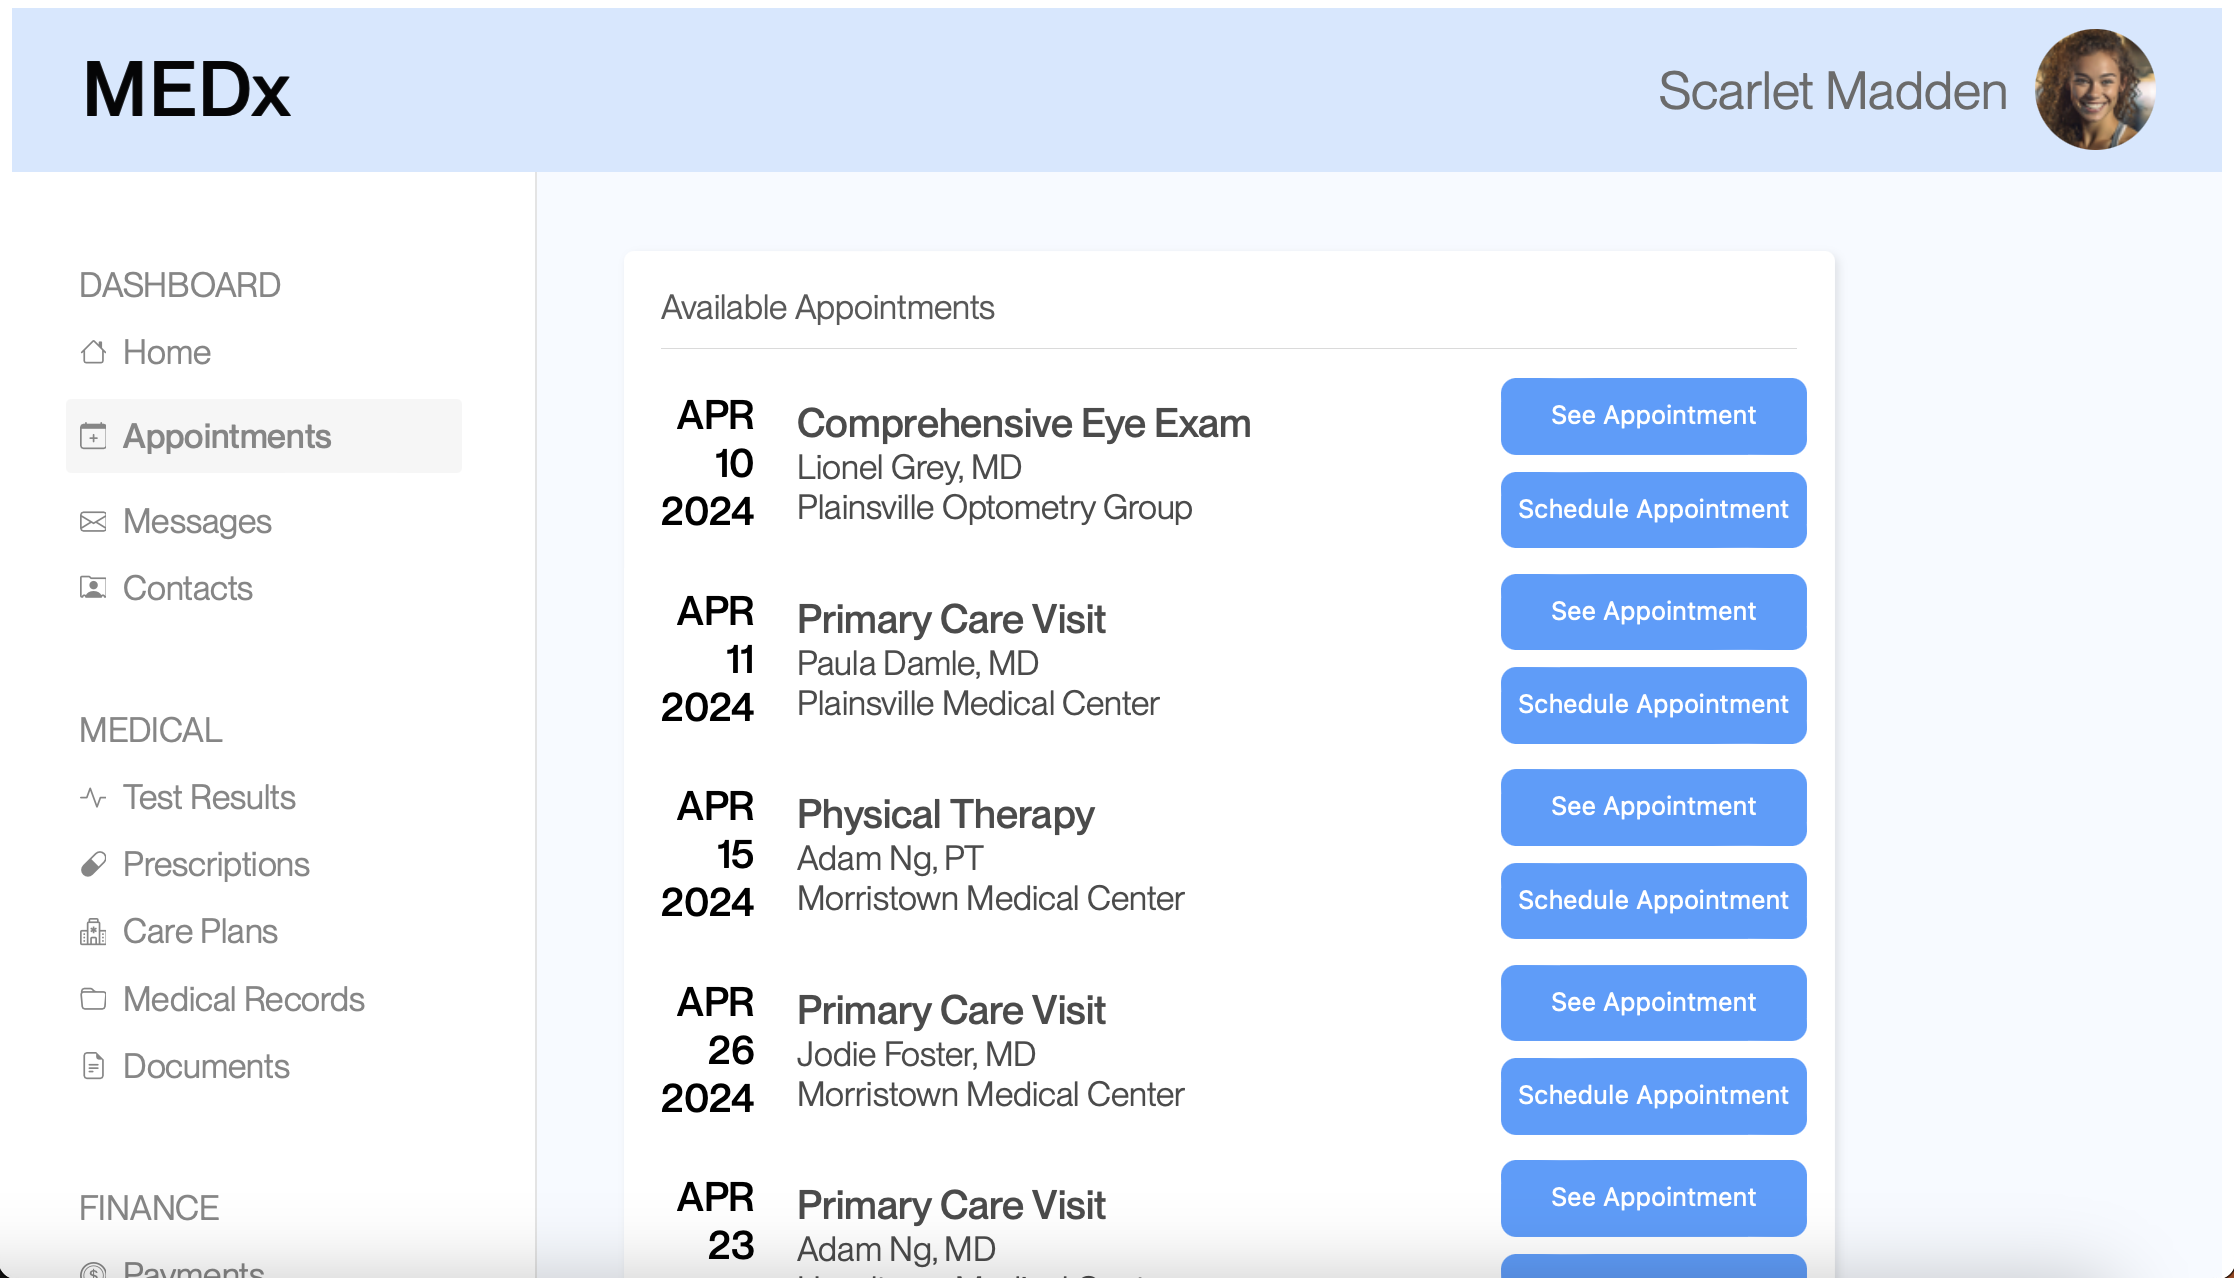 MEDx
Scarlet Madden
DASHBOARD
Home
Appointments
Messages
Contacts
MEDICAL
Test Results
Prescriptions
Care Plans
Medical Records
Documents
FINANCE
Payments
Available Appointments
APR
10
2024
Comprehensive Eye Exam
Lionel Grey, MD
Plainsville Optometry Group
See Appointment
Schedule Appointment
APR
11
2024
Primary Care Visit
Paula Damle, MD
Plainsville Medical Center
See Appointment
Schedule Appointment
APR
15
2024
Physical Therapy
Adam Ng, PT
Morristown Medical Center
See Appointment
Schedule Appointment
APR
26
2024
Primary Care Visit
Jodie Foster, MD
Morristown Medical Center
See Appointment
Schedule Appointment
APR
23
Primary Care Visit
Adam Ng, MD
See Appointment